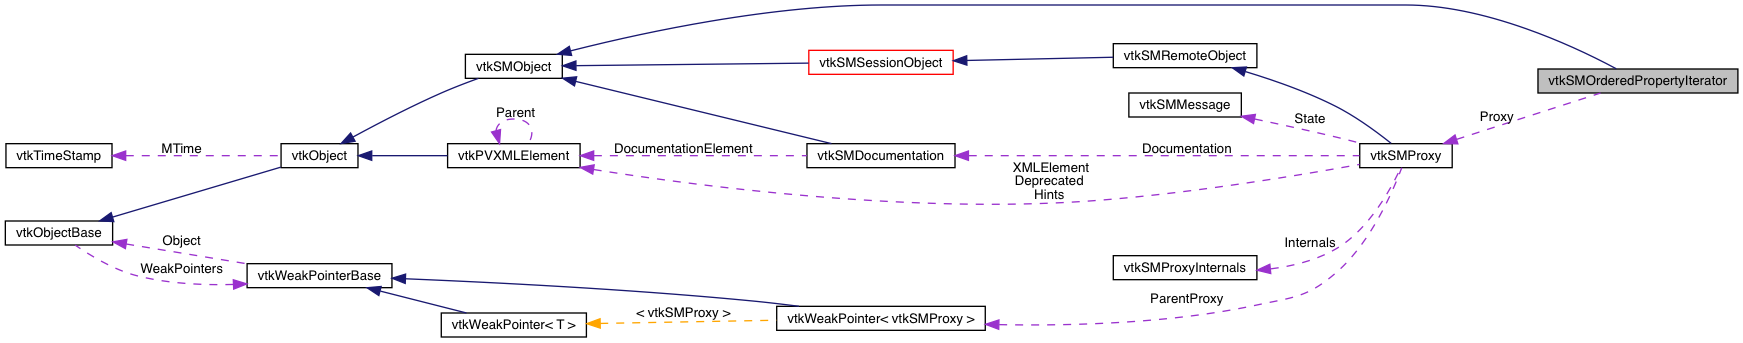 vtkSMObject
vtkSMSessionObject
vtkSMRemoteObject
vtkSMOrderedPropertyIterator
vtkSMMessage
Parent
State
Proxy
vtkTimeStamp
MTime
vtkObject
vtkPVXMLElement
DocumentationElement
vtkSMDocumentation
Documentation
vtkSMProxy
XMLElement
Deprecated
Hints
vtkObjectBase
Object
WeakPointers
vtkWeakPointerBase
Internals
vtkSMProxyInternals
ParentProxy
vtkWeakPointer< T >
< vtkSMProxy >
vtkWeakPointer< vtkSMProxy >